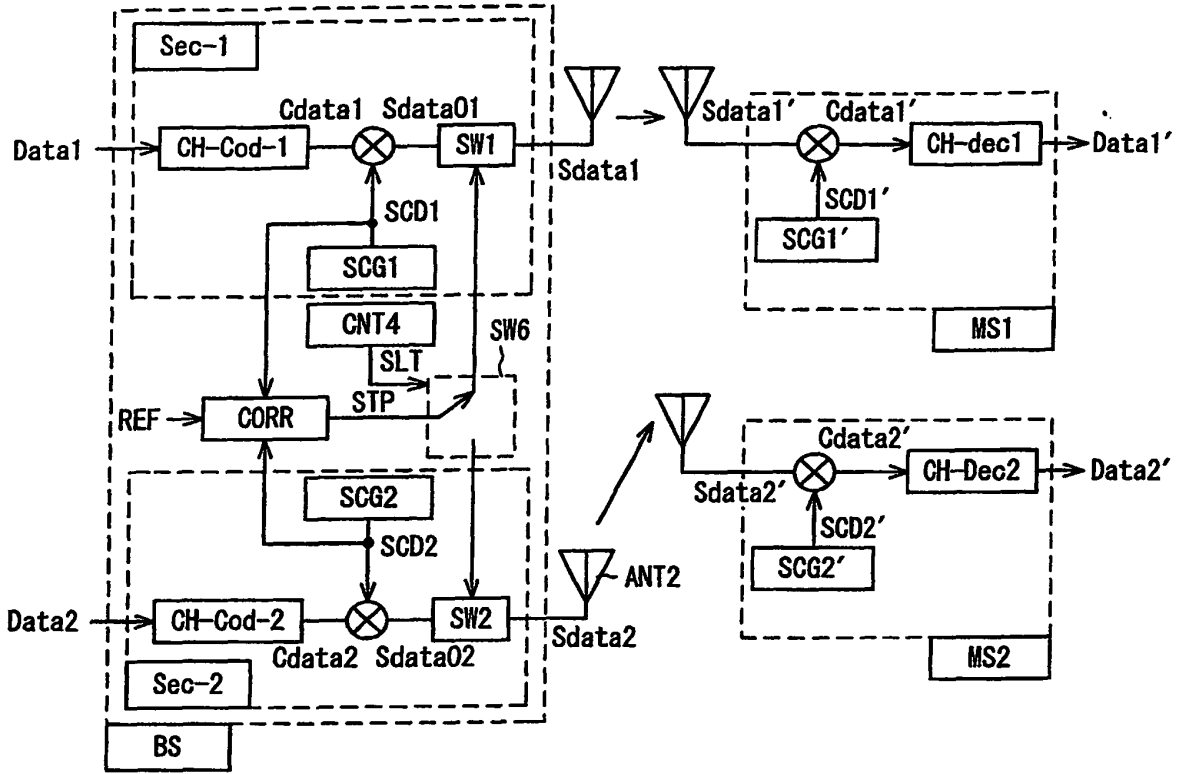 Sec-1
Cdata1
Sdata01
Data1
CH-Cod-1
SW1
Sdata1
SCD1
SCG1
CNT4
SW6
SLT
REF
CORR
STP
SCG2
SCD2
Data2
CH-Cod-2
SW2
Cdata2
Sdata02
Sdata2
ANT2
Sec-2
BS
Sdata1′
Cdata1′
CH-dec1
Data1′
SCD1′
SCG1′
MS1
Cdata2′
Sdata2′
CH-Dec2
Data2′
SCD2′
SCG2′
MS2